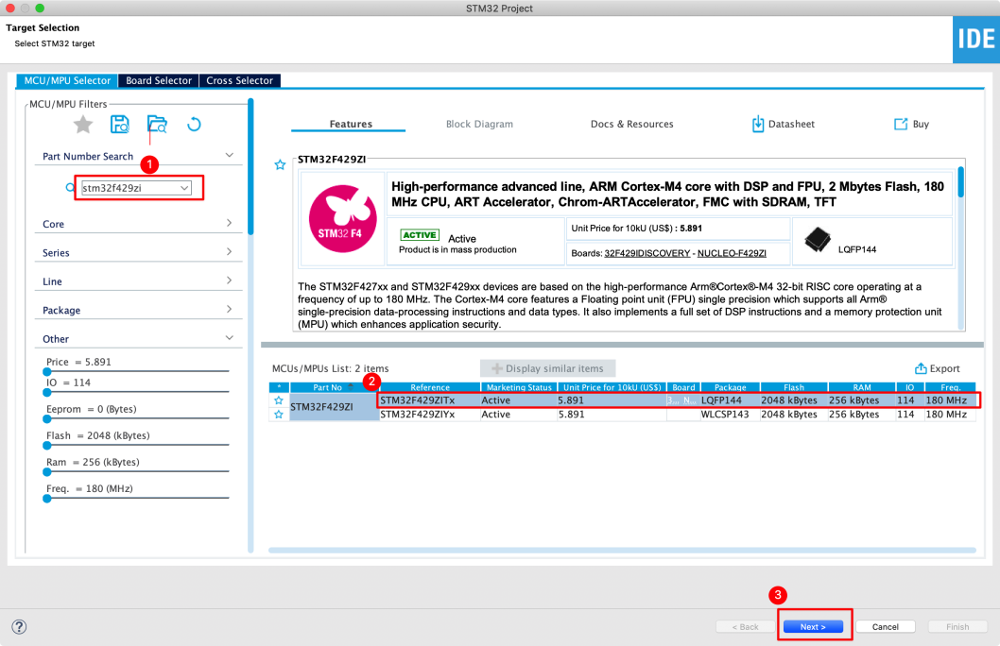 STM32 Project
Target Selection
Select STM32 target
IDE
MCU/MPU Selector Board Selector Cross Selector
MCU/MPU Filters
Part Number Search
1
stm32f429zi
Core
Series
Line
Package
Other
Price = 5.891
IO = 114
Eeprom = 0 (Bytes)
Flash = 2048 (kBytes)
Ram = 256 (kBytes)
Freq. = 180 (MHz)
Features Block Diagram Docs & Resources Datasheet Buy
STM32F429ZI
STM32 F4
High-performance advanced line, ARM Cortex-M4 core with DSP and FPU, 2 Mbytes Flash, 180
MHz CPU, ART Accelerator, Chrom-ARTAccelerator, FMC with SDRAM, TFT
ACTIVE Active
Product is in mass production
Unit Price for 10kU (US$) : 5.891
Boards: 32F429IDISCOVERY - NUCLEO-F429ZI
LQFP144
The STM32F427xx and STM32F429xx devices are based on the high-performance Arm®Cortex®-M4 32-bit RISC core operating at a
frequency of up to 180 MHz. The Cortex-M4 core features a Floating point unit (FPU) single precision which supports all Arm®
single-precision data-processing instructions and data types. It also implements a full set of DSP instructions and a memory protection unit
(MPU) which enhances application security.
MCUs/MPUs List: 2 items
Display similar items
Export
2
* Part No Reference Marketing Status Unit Price for 10kU (US$) Board Package Flash RAM IO Freq.
STM32F429ZI
STM32F429ZITx Active 5.891 3... N... LQFP144 2048 kBytes 256 kBytes 114 180 MHz
STM32F429ZIYx Active 5.891 WLCSP143 2048 kBytes 256 kBytes 114 180 MHz
3
?
< Back Next > Cancel Finish